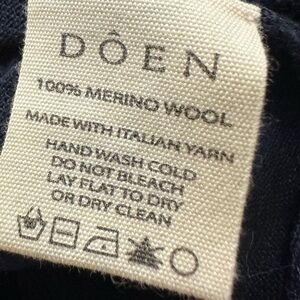 DÔEN
100% MERINO WOOL
MADE WITH ITALIAN YARN
HAND WASH COLD
DO NOT BLEACH
LAY FLAT TO DRY
OR DRY CLEAN